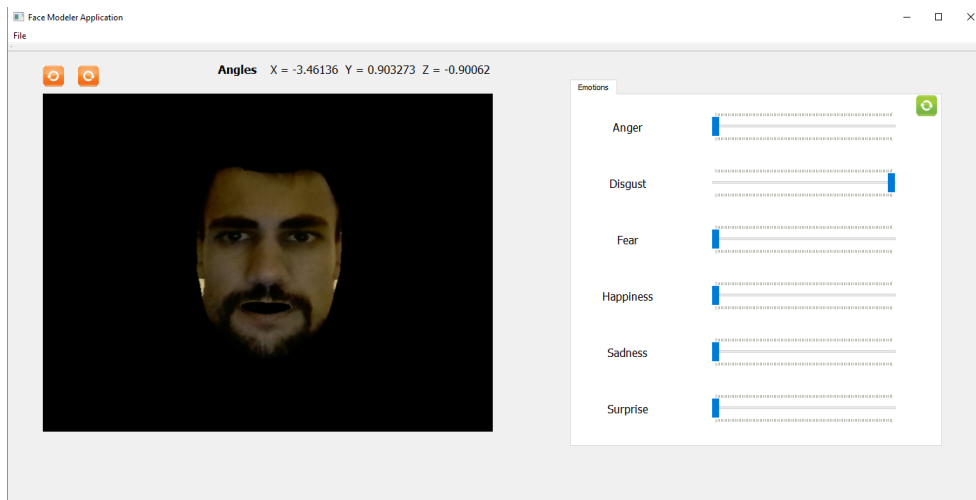 Face Modeler Application
File
Angles X = -3.46136 Y = 0.903273 Z = -0.90062
Emotions
Anger
Disgust
Fear
Happiness
Sadness
Surprise